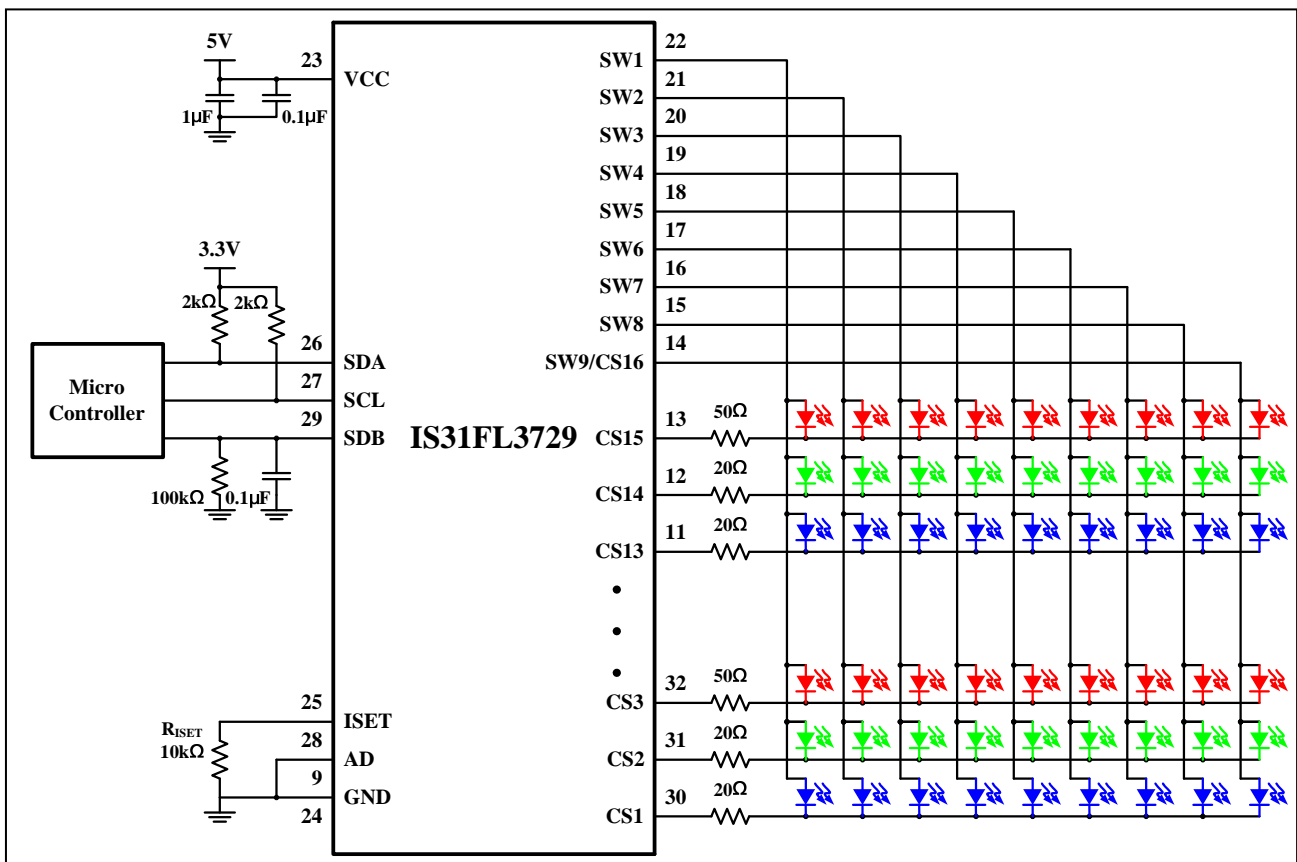 5V
23
VCC
1µF
0.1µF
3.3V
2kΩ
2kΩ
Micro
Controller
26
SDA
27
SCL
29
SDB
100kΩ
0.1µF
IS31FL3729
25
ISET
RISET
10kΩ
28
AD
9
GND
24
22
SW1
21
SW2
20
SW3
19
SW4
18
SW5
17
SW6
16
SW7
15
SW8
14
SW9/CS16
13
50Ω
CS15
12
20Ω
CS14
11
20Ω
CS13
32
50Ω
CS3
31
20Ω
CS2
30
20Ω
CS1